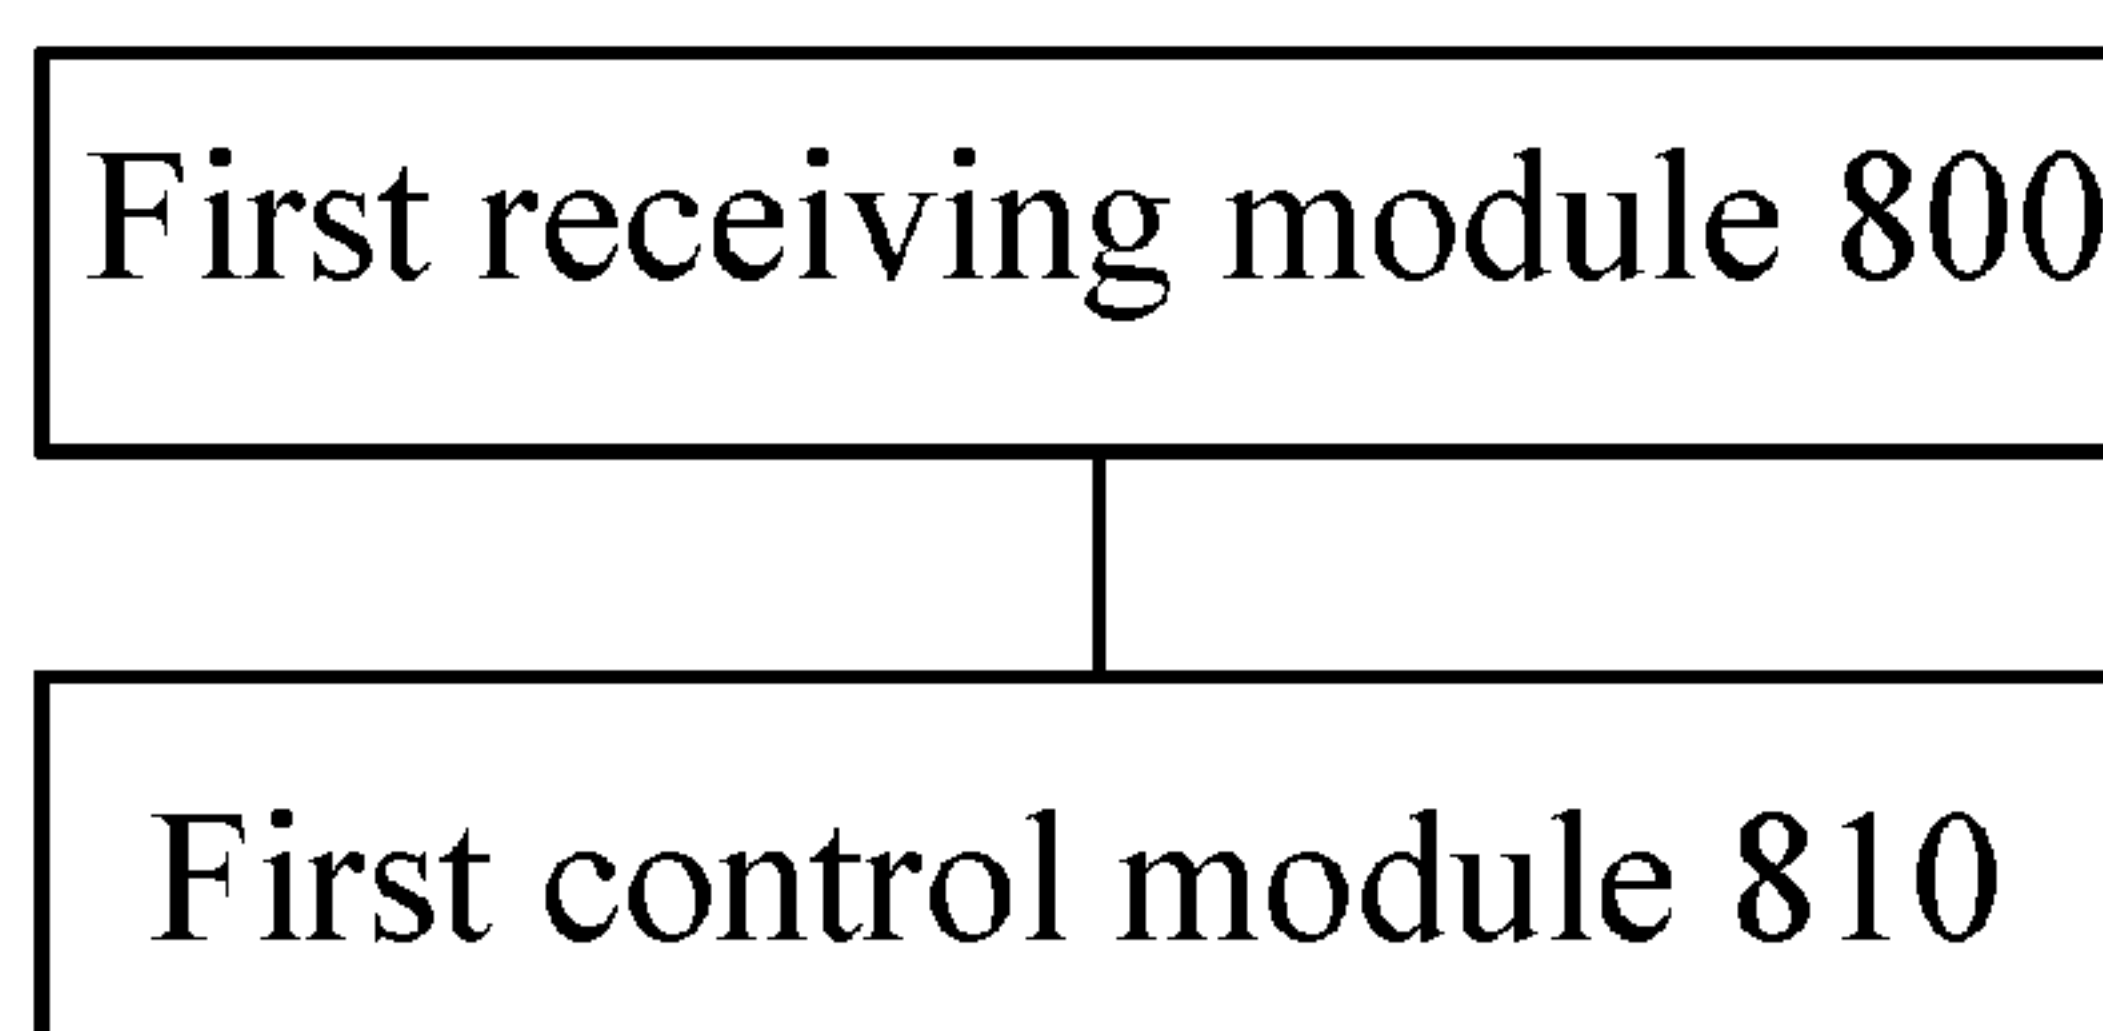 First receiving module 800
First control module 810